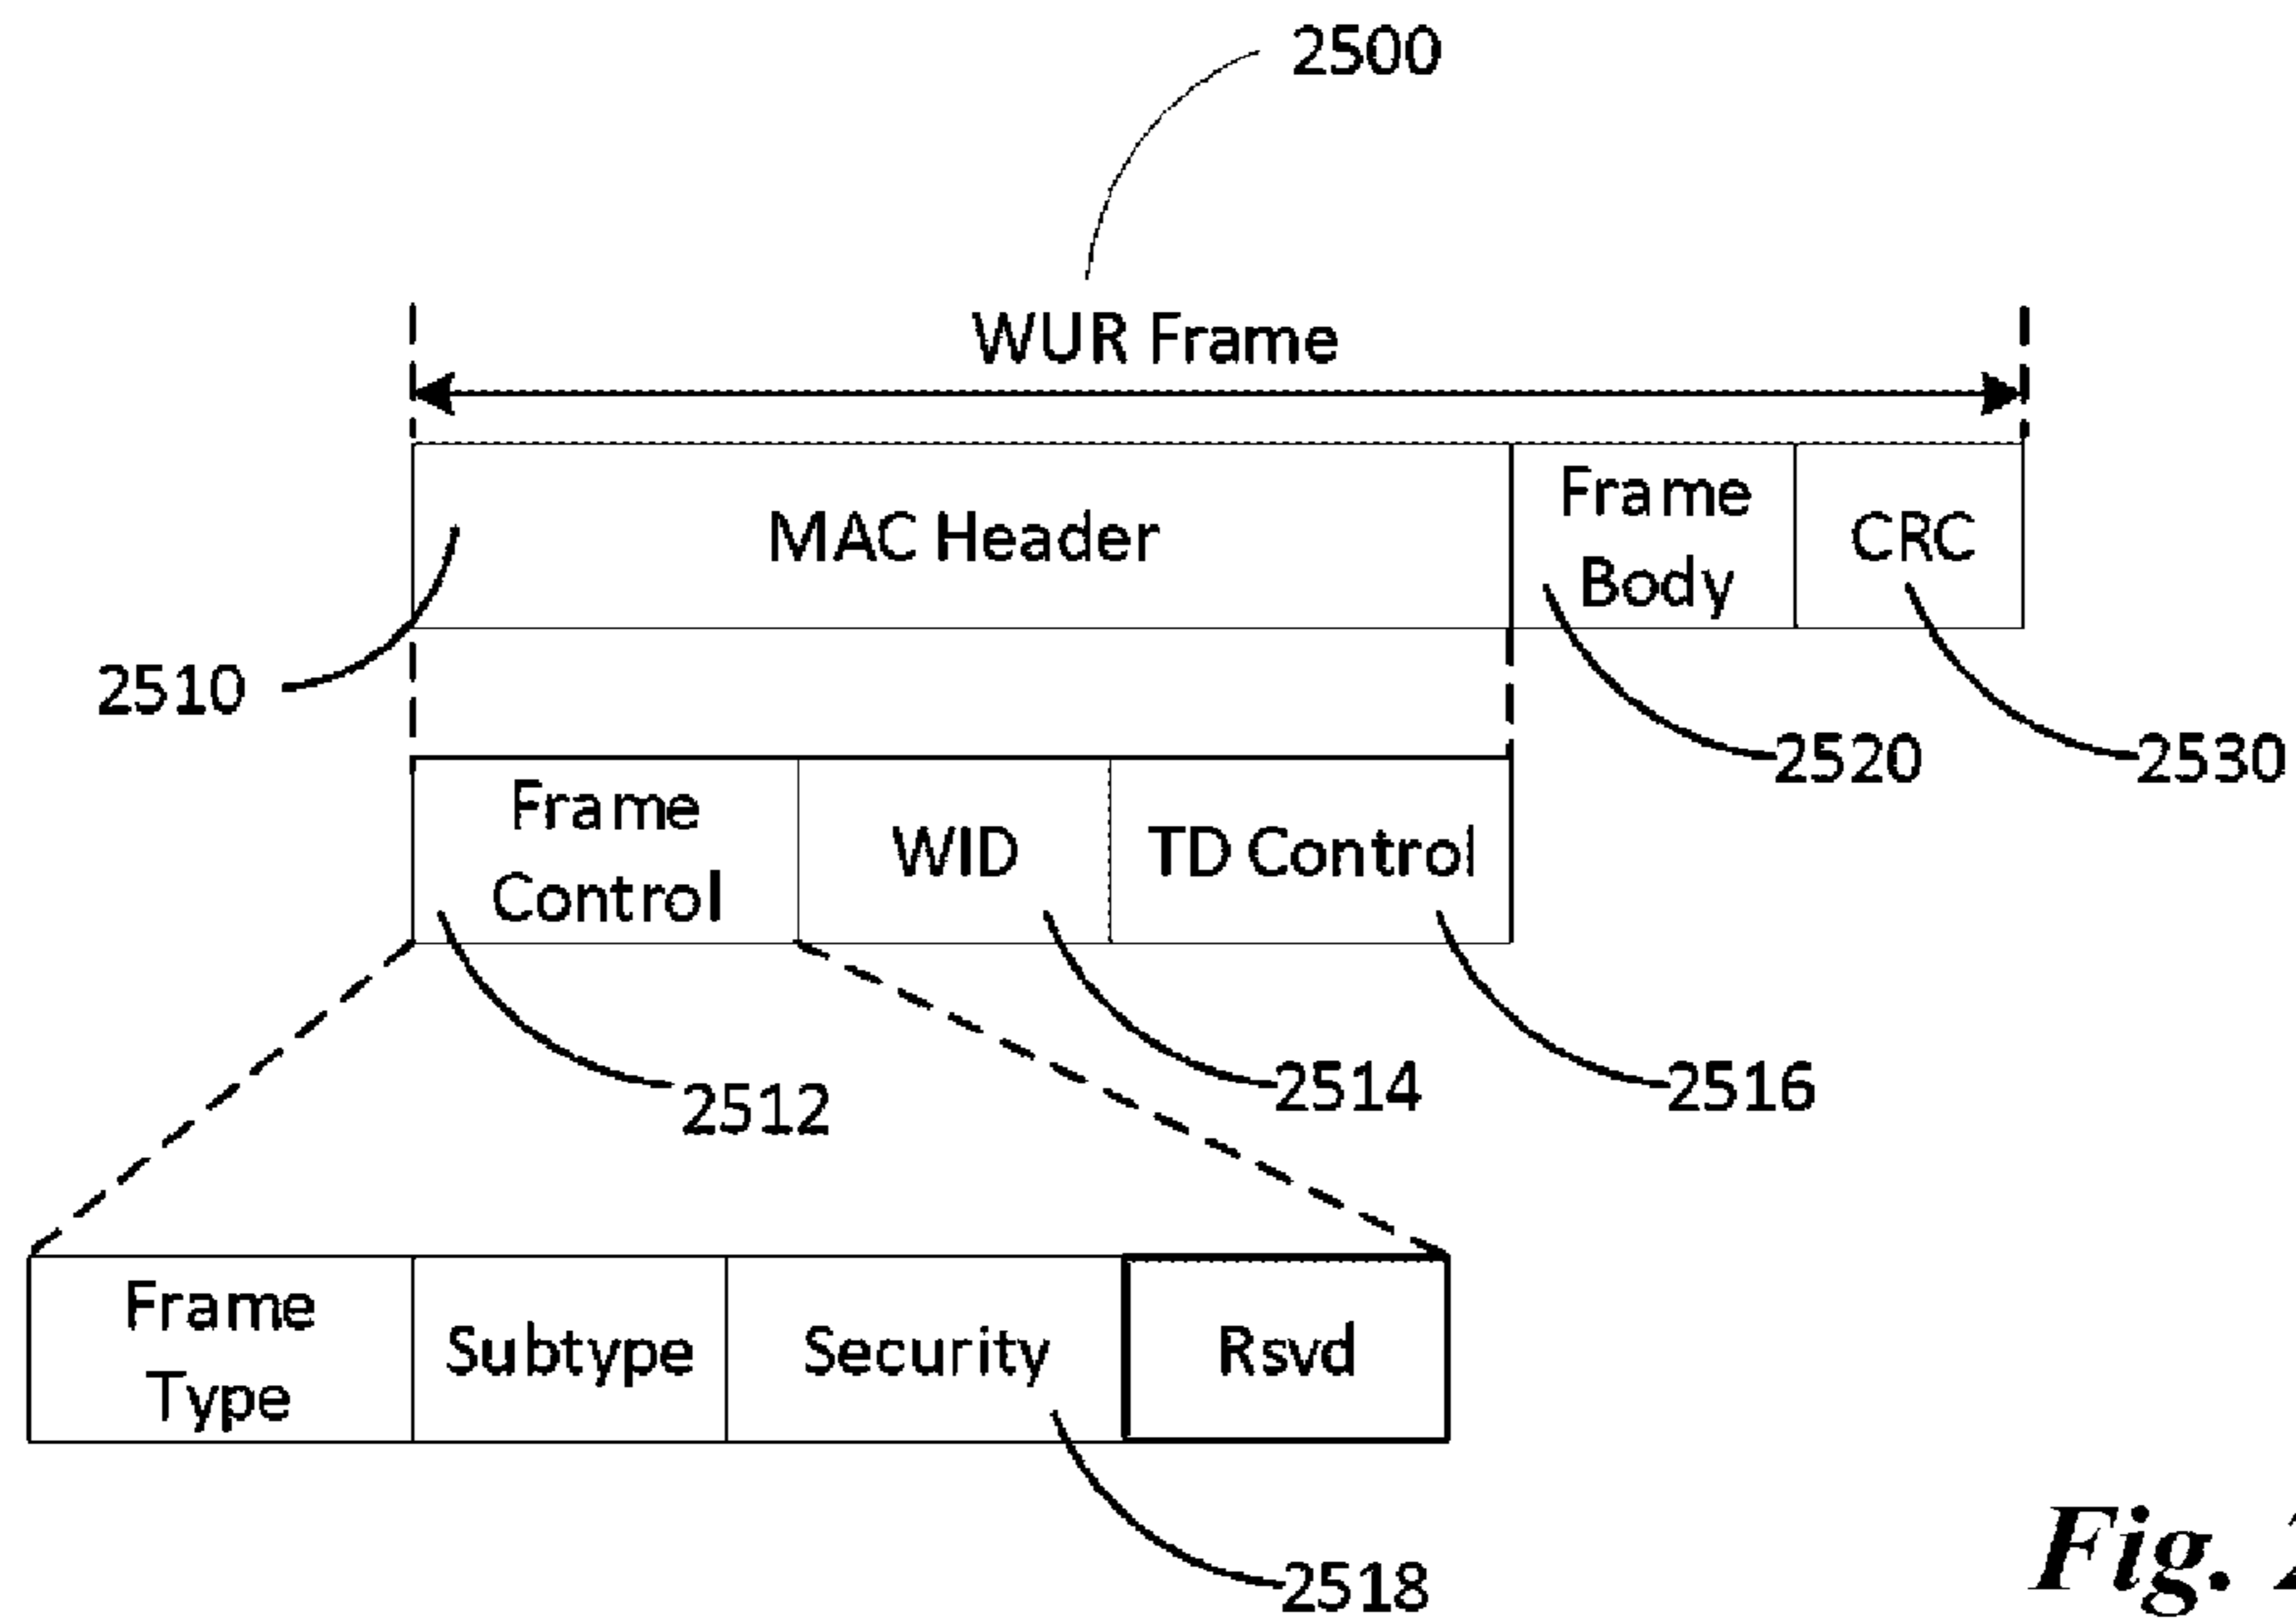 2500
WUR Frame
MAC Header
Frame
Body
CRC
2510
2520
2530
Frame
Control
WID
TD Control
2512
2514
2516
Frame
Type
Subtype
Security
Rsvd
2518
Fig.